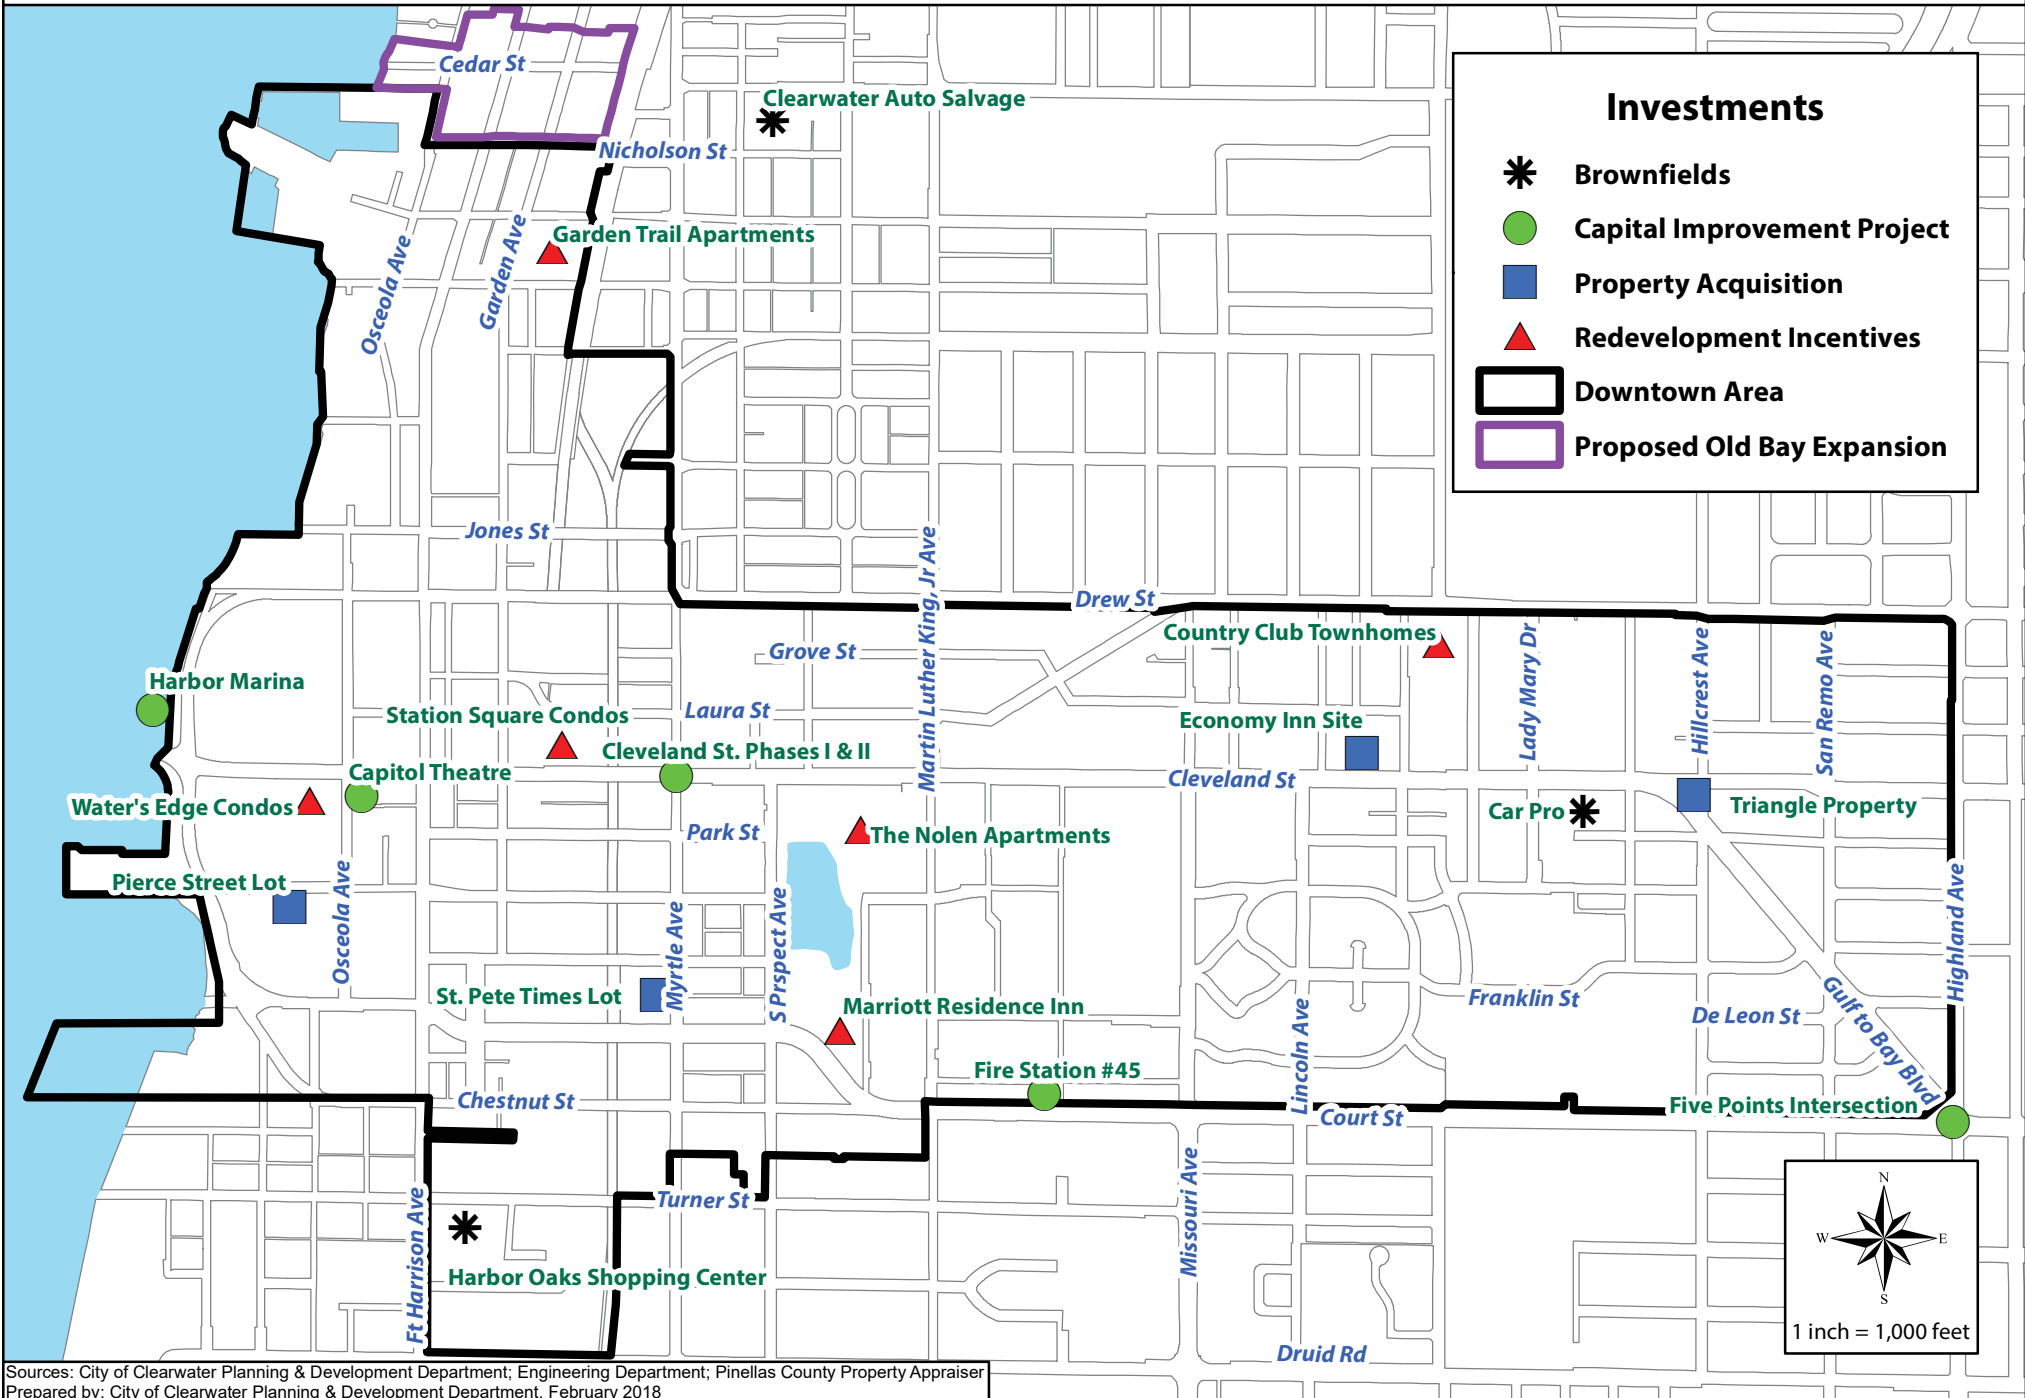 Cedar St
Clearwater Auto Salvage
Nicholson St
Investments
Brownfields
Capital Improvement Project
Property Acquisition
Redevelopment Incentives
Downtown Area
Proposed Old Bay Expansion
Garden Trail Apartments
Osceola Ave
Garden Ave
Jones St
Martin Luther King, Jr Ave
Drew St
Country Club Townhomes
Grove St
Lady Mary Dr
Hillcrest Ave
San Remo Ave
Harbor Marina
Station Square Condos
Laura St
Economy Inn Site
Cleveland St. Phases I & II
Capitol Theatre
Cleveland St
Water's Edge Condos
Park St
The Nolen Apartments
Car Pro
Triangle Property
Pierce Street Lot
Osceola Ave
Myrtle Ave
S Prspect Ave
Highland Ave
St. Pete Times Lot
Marriott Residence Inn
Franklin St
De Leon St
Gulf to Bay Blvd
Lincoln Ave
Fire Station #45
Chestnut St
Court St
Five Points Intersection
Missouri Ave
Turner St
Ft Harrison Ave
Harbor Oaks Shopping Center
Druid Rd
N
W
E
S
1 inch = 1,000 feet
Sources: City of Clearwater Planning & Development Department; Engineering Department; Pinellas County Property Appraiser
Prepared by: City of Clearwater Planning & Development Department, February 2018